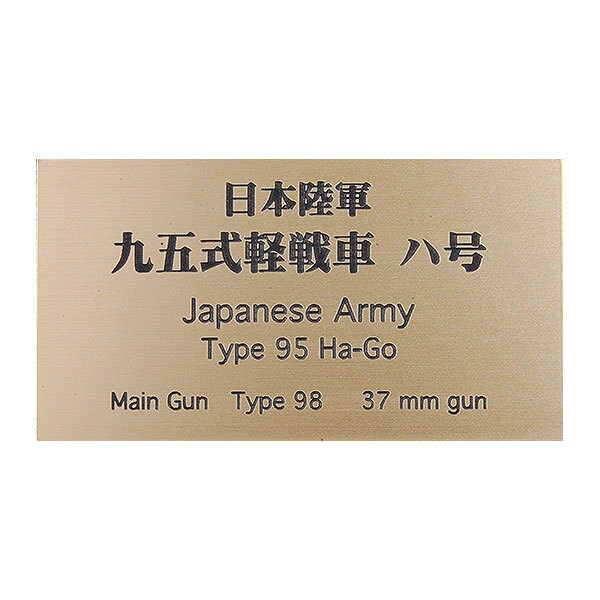 日本陸軍
九五式軽戦車 ハ号
Japanese Army
Type 95 Ha-Go
Main Gun Type 98 37 mm gun